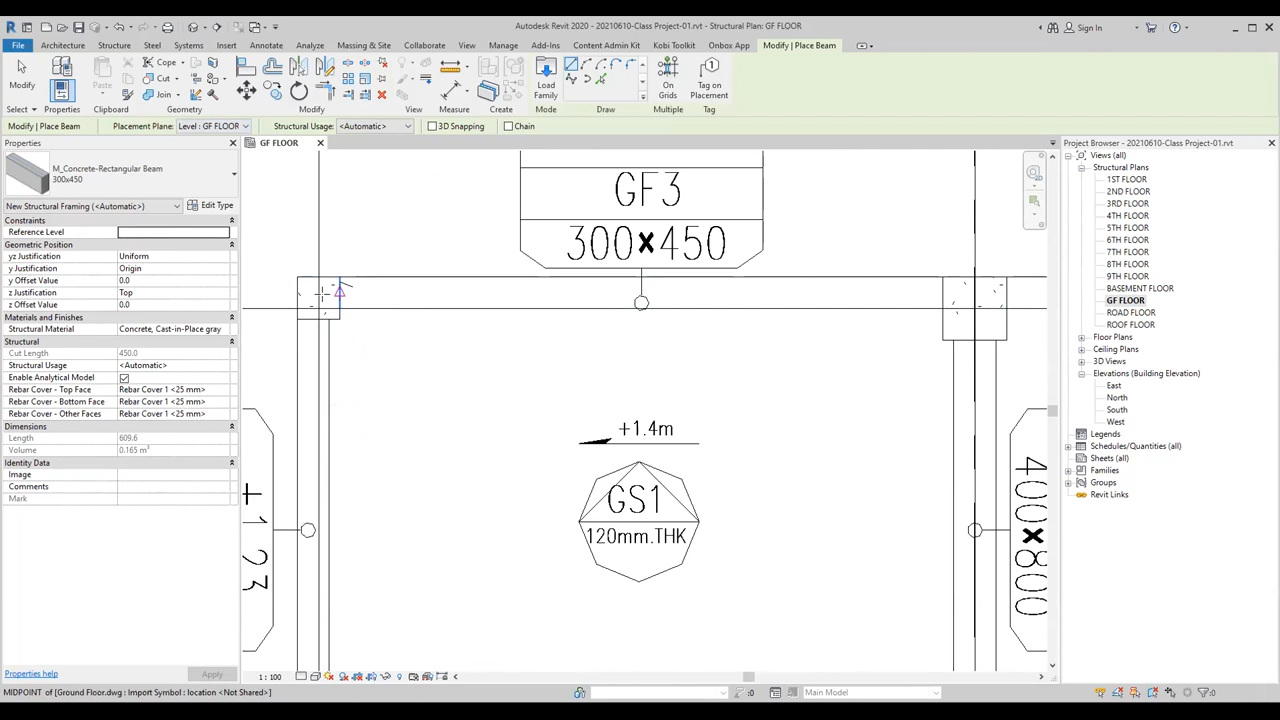 Autodesk Revit 2020 - 20210610-Class Project-01.rvt - Structural Plan: GF FLOOR
Sign In
File Architecture Structure Steel Systems Insert Annotate Analyze Massing & Site Collaborate View Manage Add-Ins Content Admin Kobi Toolkit Onbox App Modify | Place Beam
Modify
Paste
Cope
Cut
Join
Load
Family
On
Grids
Tag on
Placement
Select Properties Clipboard Geometry Modify View Measure Create Mode Draw Multiple Tag
Modify | Place Beam Placement Plane: Level : GF FLOOR Structural Usage: <Automatic> 3D Snapping Chain
Properties
GF FLOOR
Project Browser - 20210610-Class Project-01.rvt
M_Concrete-Rectangular Beam
300x450
New Structural Framing (<Automatic>) Edit Type
Constraints
Reference Level
Geometric Position
yz Justification Uniform
y Justification Origin
y Offset Value 0.0
z Justification Top
z Offset Value 0.0
Materials and Finishes
Structural Material Concrete, Cast-in-Place gray
Structural
Cut Length 450.0
Structural Usage <Automatic>
Enable Analytical Model
Rebar Cover - Top Face Rebar Cover 1 <25 mm>
Rebar Cover - Bottom Face Rebar Cover 1 <25 mm>
Rebar Cover - Other Faces Rebar Cover 1 <25 mm>
Dimensions
Length 609.6
Volume 0.165 m³
Identity Data
Image
Comments
Mark
Properties help Apply
GF3
300×450
+1.4m
GS1
120mm.THK
400×800
Views (all)
Structural Plans
1ST FLOOR
2ND FLOOR
3RD FLOOR
4TH FLOOR
5TH FLOOR
6TH FLOOR
7TH FLOOR
8TH FLOOR
9TH FLOOR
BASEMENT FLOOR
GF FLOOR
ROAD FLOOR
ROOF FLOOR
Floor Plans
Ceiling Plans
3D Views
Elevations (Building Elevation)
East
North
South
West
Legends
Schedules/Quantities (all)
Sheets (all)
Families
Groups
Revit Links
1 : 100
MIDPOINT of [Ground Floor.dwg : Import Symbol : location <Not Shared>] :0 Main Model :0